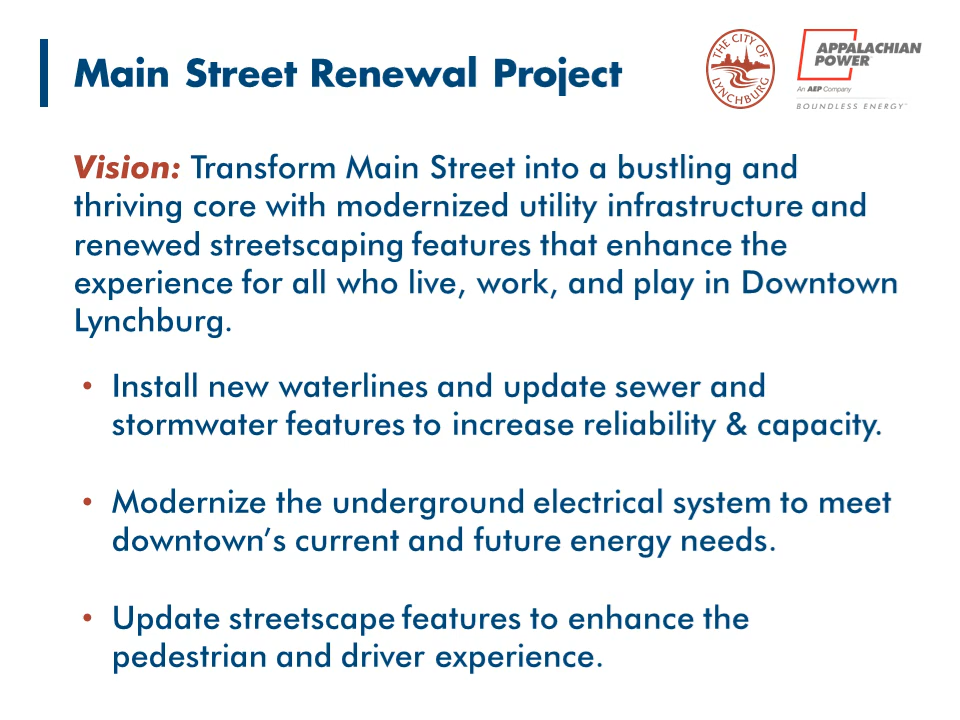 Main Street Renewal Project
THE CITY OF
LYNCHBURG
APPALACHIAN
POWER
An AEP Company
BOUNDLESS ENERGY℠
Vision: Transform Main Street into a bustling and
thriving core with modernized utility infrastructure and
renewed streetscaping features that enhance the
experience for all who live, work, and play in Downtown
Lynchburg.
• Install new waterlines and update sewer and
stormwater features to increase reliability & capacity.
• Modernize the underground electrical system to meet
downtown's current and future energy needs.
• Update streetscape features to enhance the
pedestrian and driver experience.